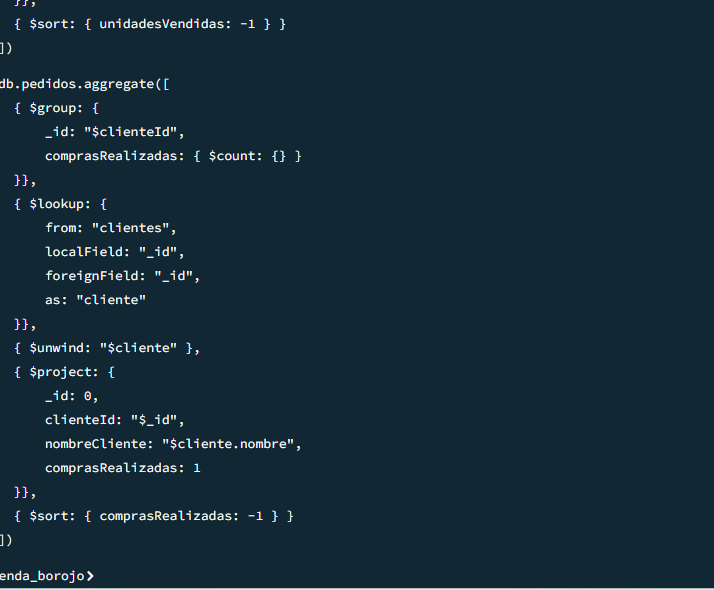 }},
{ $sort: { unidadesVendidas: -1 } }
])
db.pedidos.aggregate([
{ $group: {
_id: "$clienteId",
comprasRealizadas: { $count: {} }
}},
{ $lookup: {
from: "clientes",
localField: "_id",
foreignField: "_id",
as: "cliente"
}},
{ $unwind: "$cliente" },
{ $project: {
_id: 0,
clienteId: "$_id",
nombreCliente: "$cliente.nombre",
comprasRealizadas: 1
}},
{ $sort: { comprasRealizadas: -1 } }
])
enda_borojo>